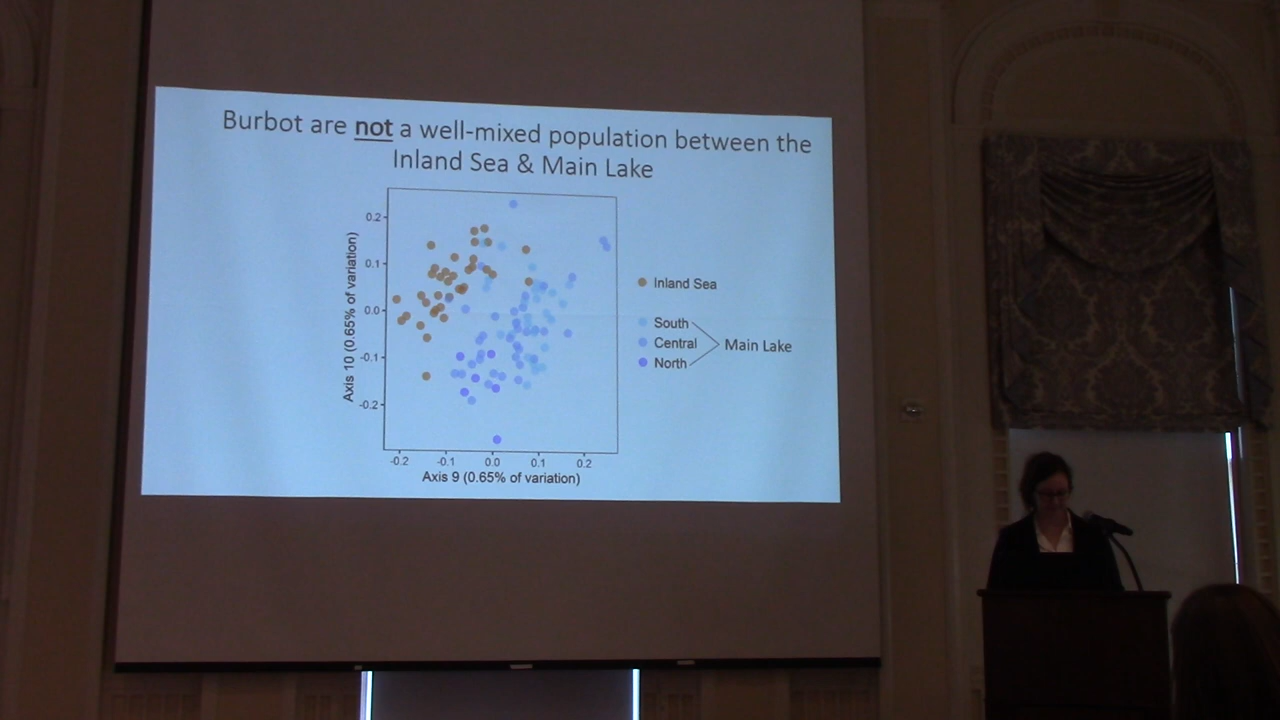 Burbot are not a well-mixed population between the
Inland Sea & Main Lake
Axis 10 (0.65% of variation)
0.2
0.1
0.0
-0.1
-0.2
-0.2 -0.1 0.0 0.1 0.2
Axis 9 (0.65% of variation)
Inland Sea
South
Central
North
Main Lake